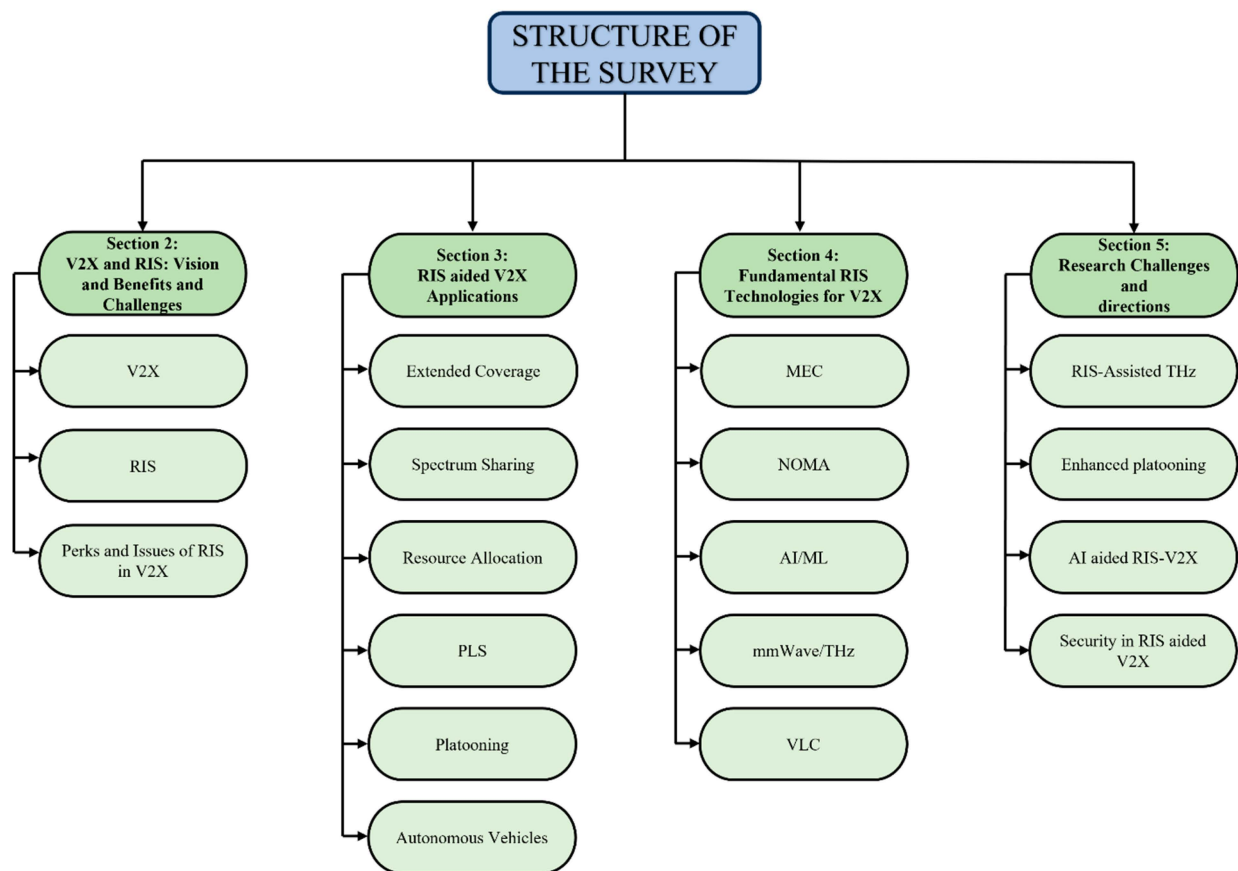 STRUCTURE OF
THE SURVEY
Section 2:
V2X and RIS: Vision
and Benefits and
Challenges
V2X
RIS
Perks and Issues of RIS
in V2X
Section 3:
RIS aided V2X
Applications
Extended Coverage
Spectrum Sharing
Resource Allocation
PLS
Platooning
Autonomous Vehicles
Section 4:
Fundamental RIS
Technologies for V2X
MEC
NOMA
AI/ML
mmWave/THz
VLC
Section 5:
Research Challenges
and
directions
RIS-Assisted THz
Enhanced platooning
AI aided RIS-V2X
Security in RIS aided
V2X